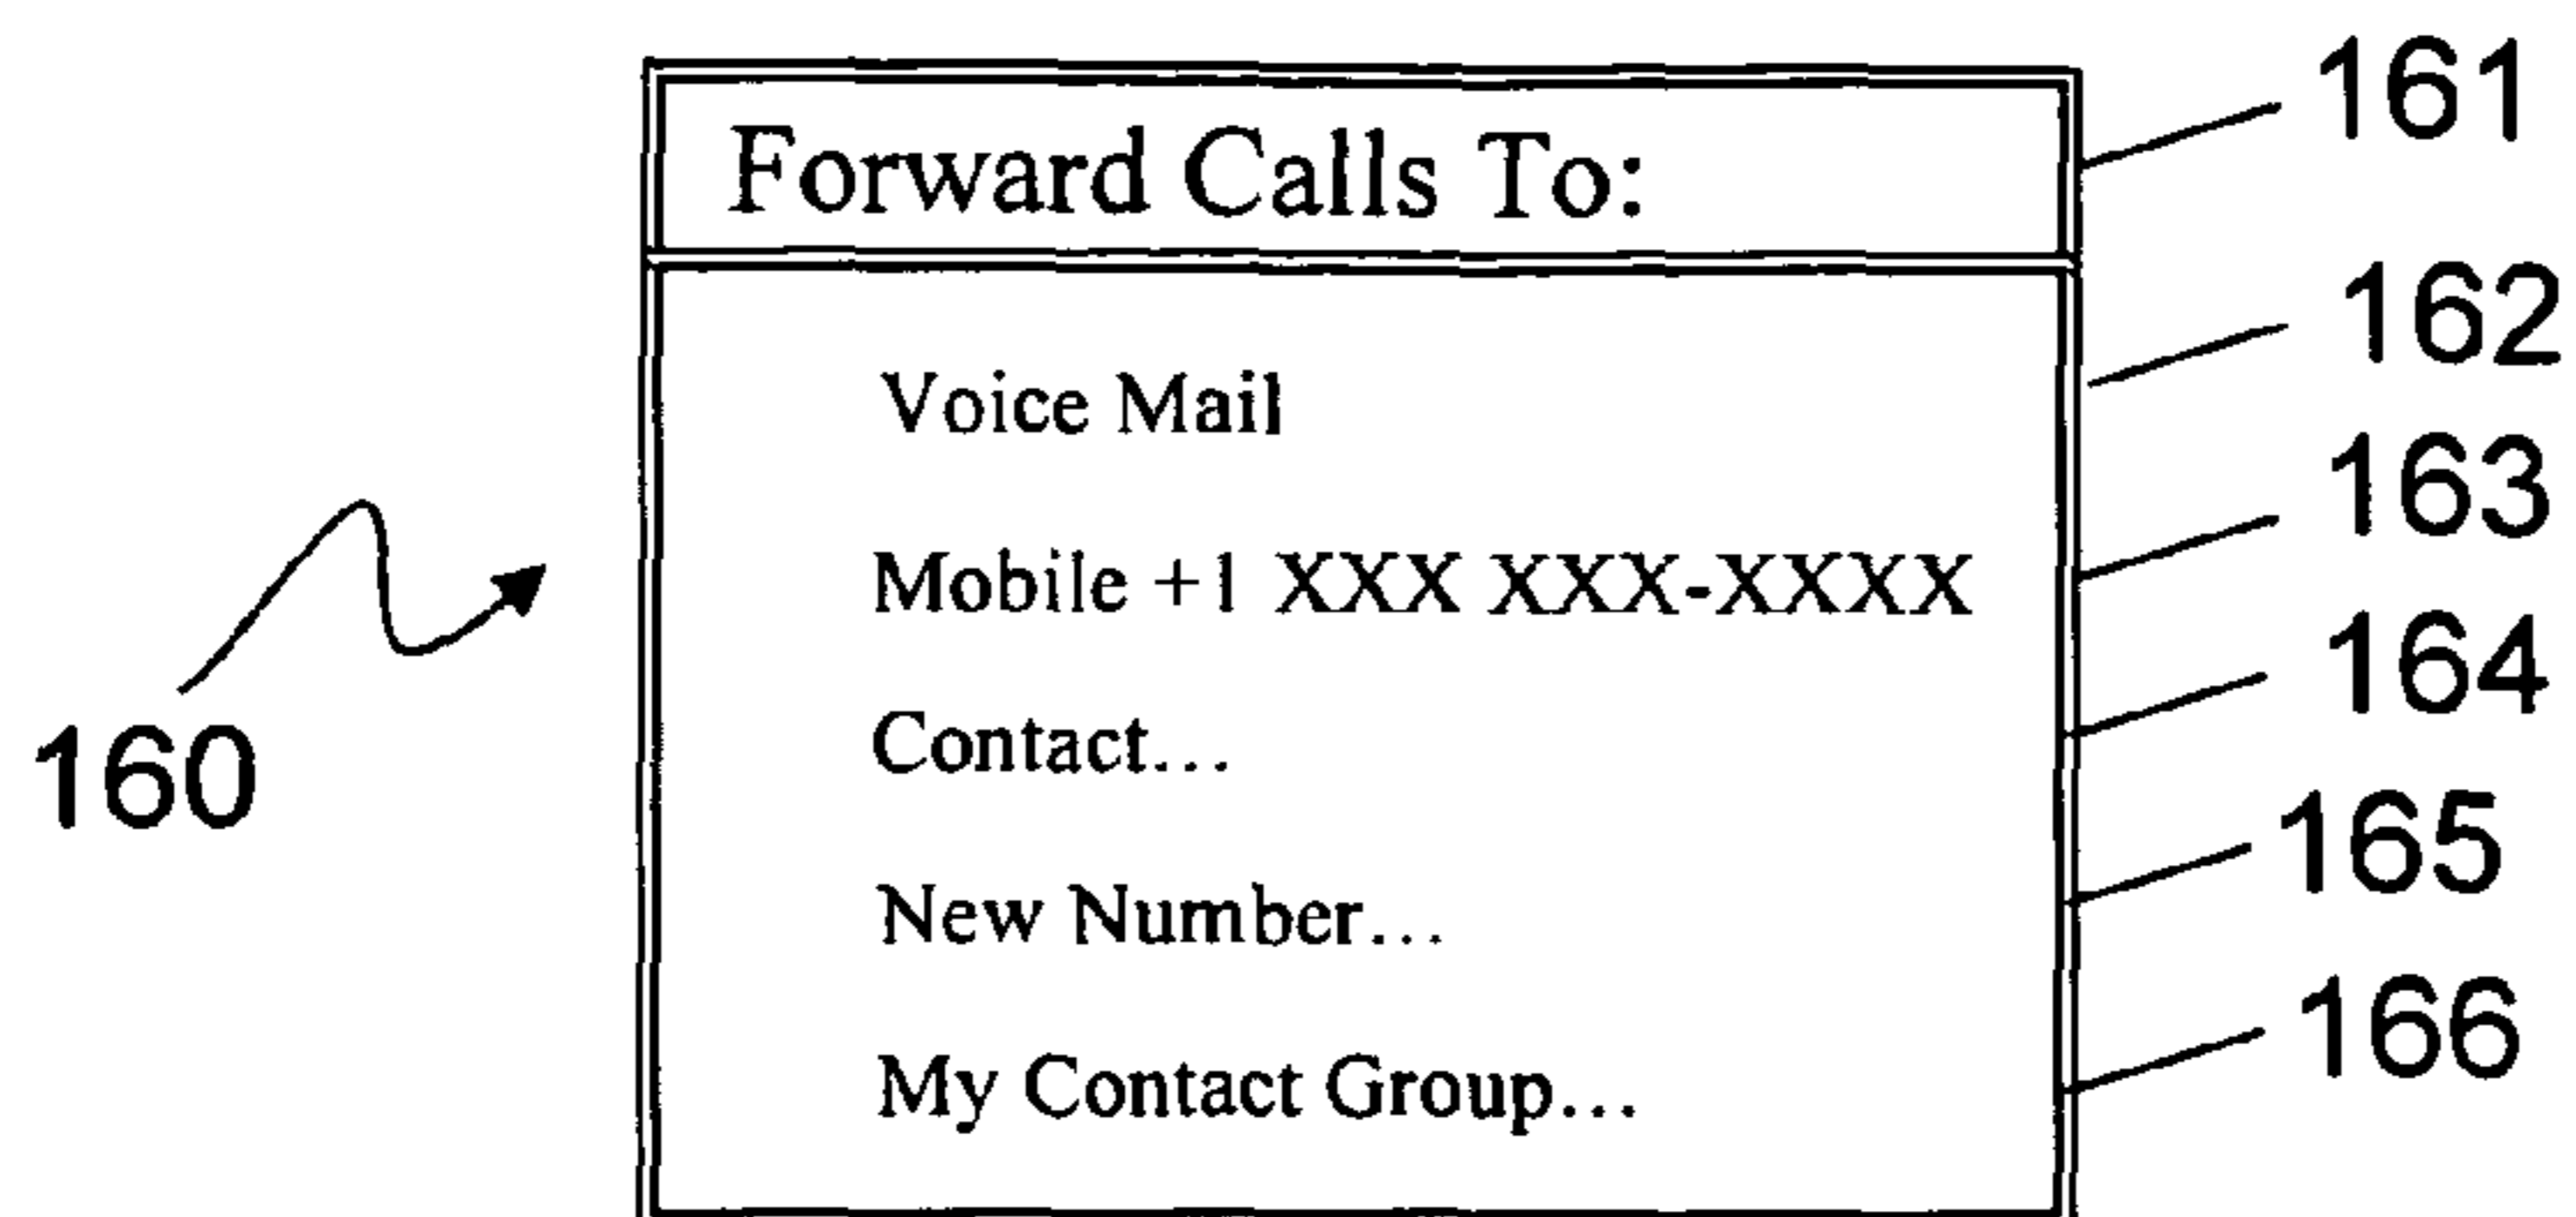 Forward Calls To: 161
162
Voice Mail
163
Mobile +1 XXX XXX-XXXX
164
Contact...
160
165
New Number...
166
My Contact Group...